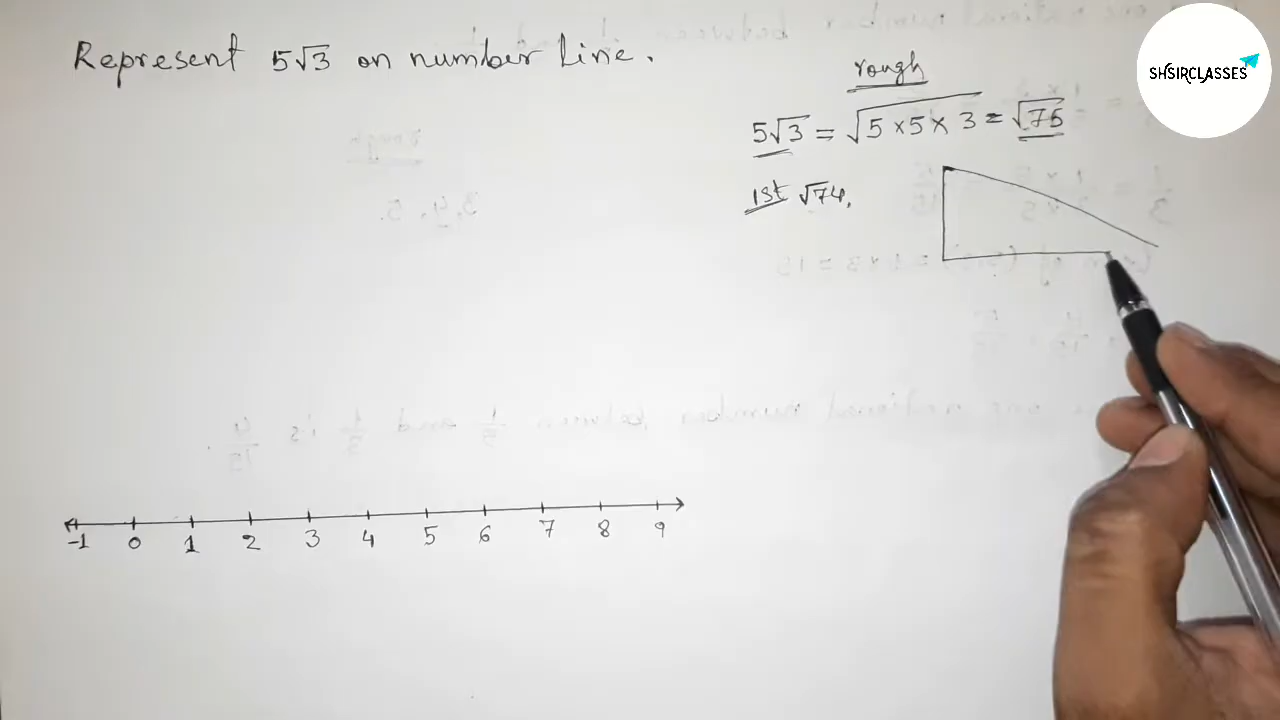 Represent 5√3 on number line.
rough
5√3 = √5×5×3 = √75
1st √74,
-1 0 1 2 3 4 5 6 7 8 9
SHSIRCLASSES